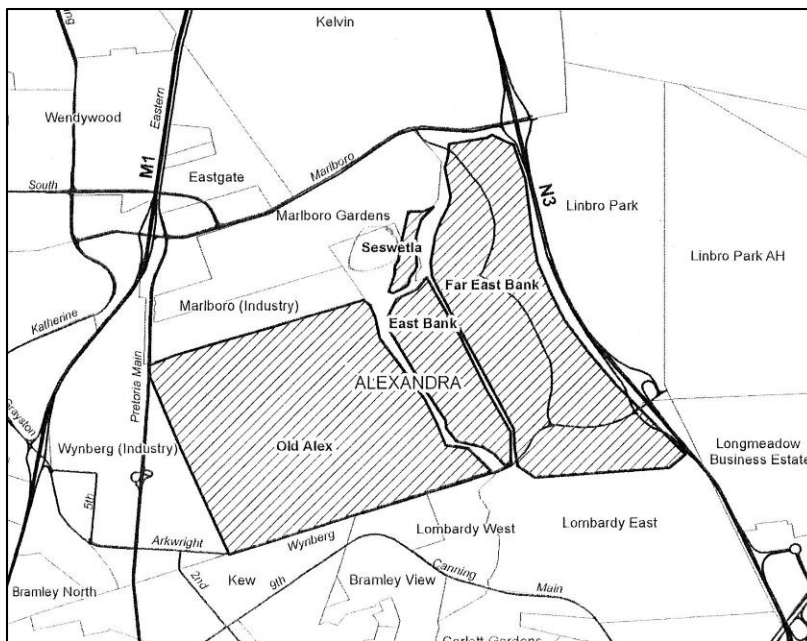 Kelvin
Wendywood
Eastern
M1
Eastgate
Marlboro
South
N3
Linbro Park
Marlboro Gardens
Seswetla
Linbro Park AH
Far East Bank
Marlboro (Industry)
East Bank
Katherine
Pretoria Main
ALEXANDRA
Grayston
Old Alex
Wynberg (Industry)
Longmeadow
Business Estate
5th
Lombardy West
Lombardy East
Wynberg
Arkwright
Canning
Main
Bramley North
2nd
Kew
9th
Bramley View